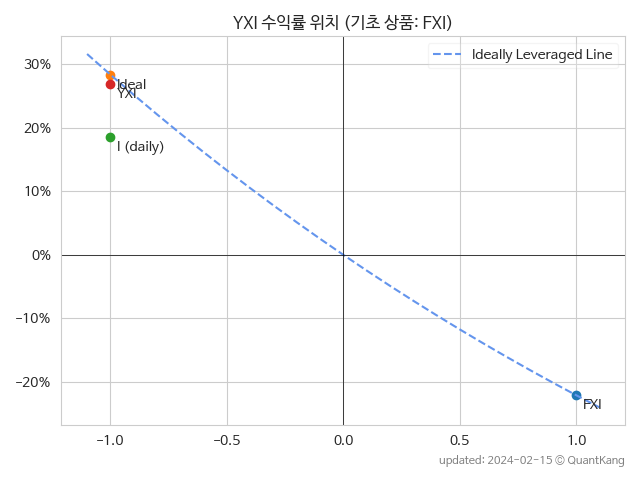 YXI 수익률 위치 (기초 상품: FXI)
Ideally Leveraged Line
30%
20%
10%
0%
−10%
−20%
Ideal
YXI
I (daily)
FXI
−1.0
−0.5
0.0
0.5
1.0
updated: 2024-02-15 © QuantKang